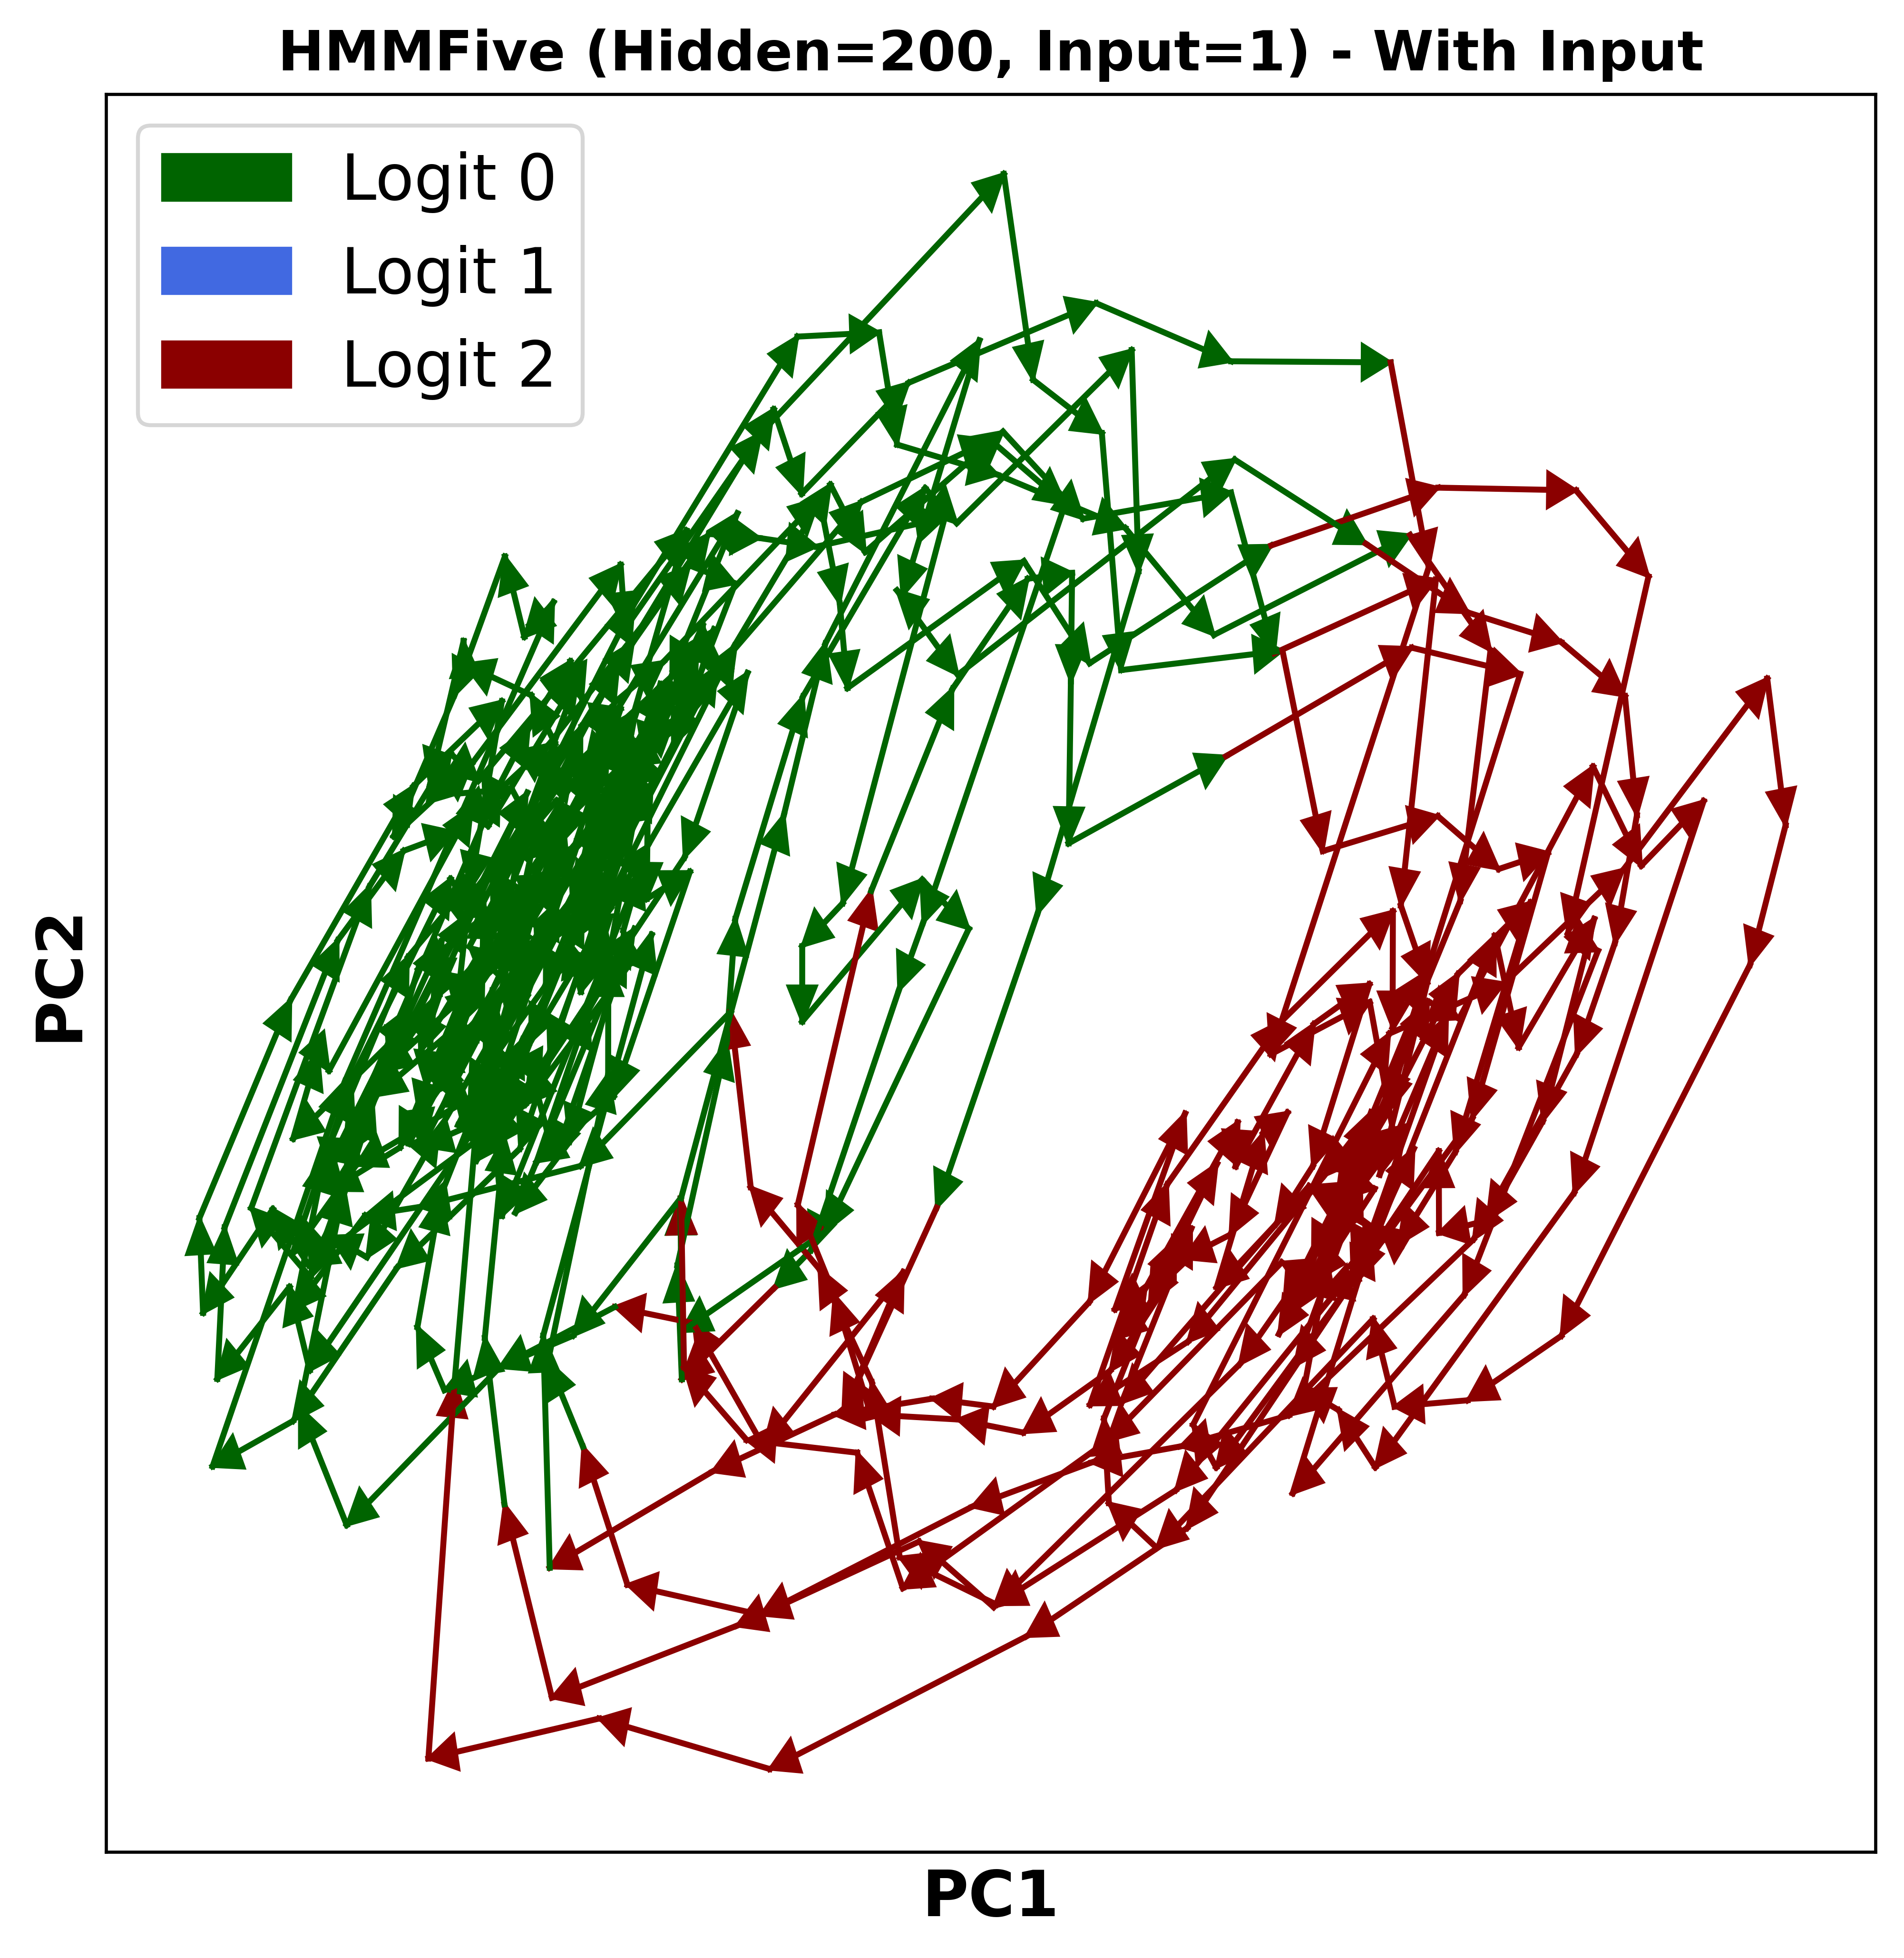 HMMFive (Hidden=200, Input=1) - With Input
Logit 0
Logit 1
Logit 2
PC2
PC1